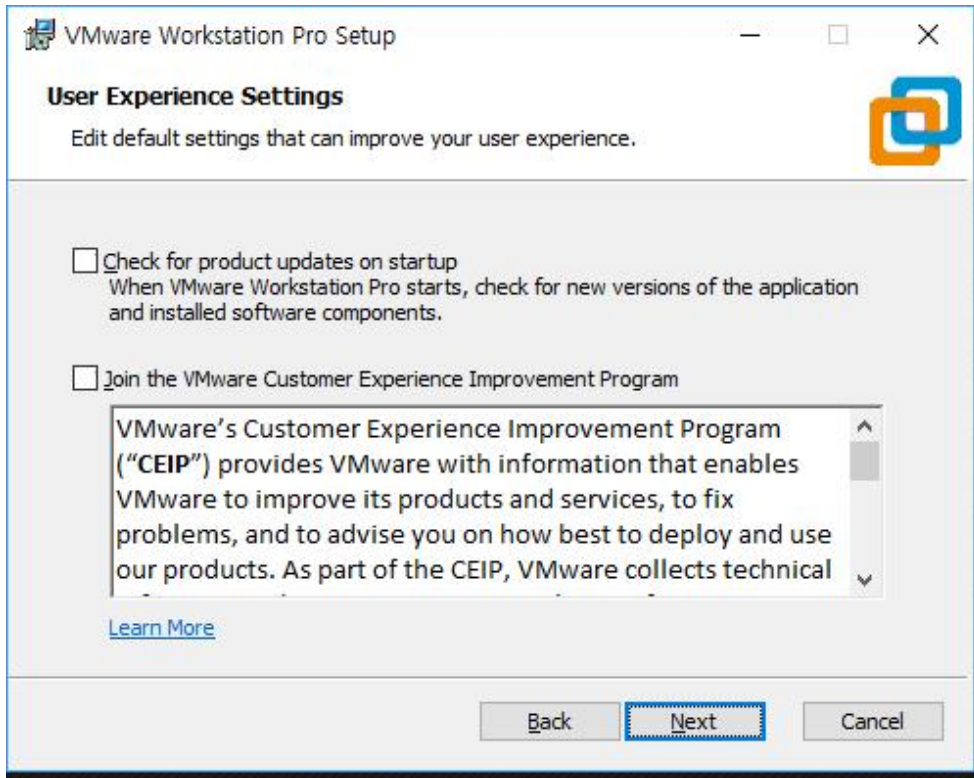 VMware Workstation Pro Setup
User Experience Settings
Edit default settings that can improve your user experience.
Check for product updates on startup
When VMware Workstation Pro starts, check for new versions of the application
and installed software components.
Join the VMware Customer Experience Improvement Program
VMware’s Customer Experience Improvement Program
(“CEIP”) provides VMware with information that enables
VMware to improve its products and services, to fix
problems, and to advise you on how best to deploy and use
our products. As part of the CEIP, VMware collects technical
Learn More
Back
Next
Cancel